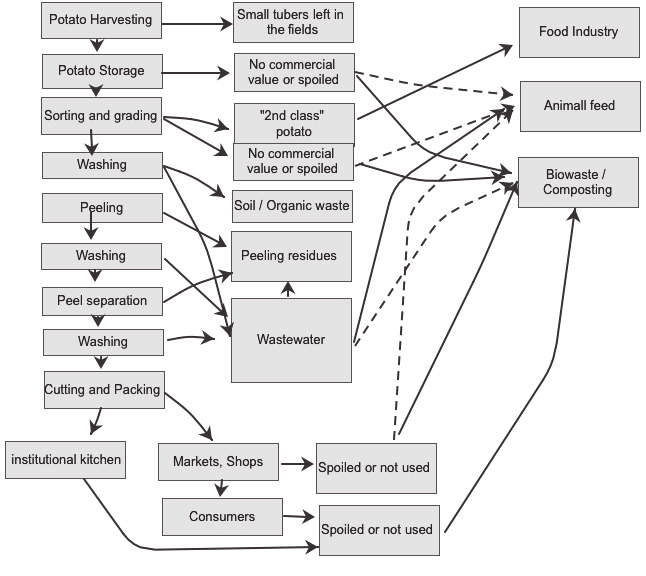 Potato Harvesting
Small tubers left in
the fields
Food Industry
Potato Storage
No commercial
value or spoiled
Animall feed
Sorting and grading
"2nd class"
potato
No commercial
value or spoiled
Washing
Biowaste /
Composting
Peeling
Soil / Organic waste
Washing
Peeling residues
Peel separation
Washing
Wastewater
Cutting and Packing
institutional kitchen
Markets, Shops
Spoiled or not used
Consumers
Spoiled or not used